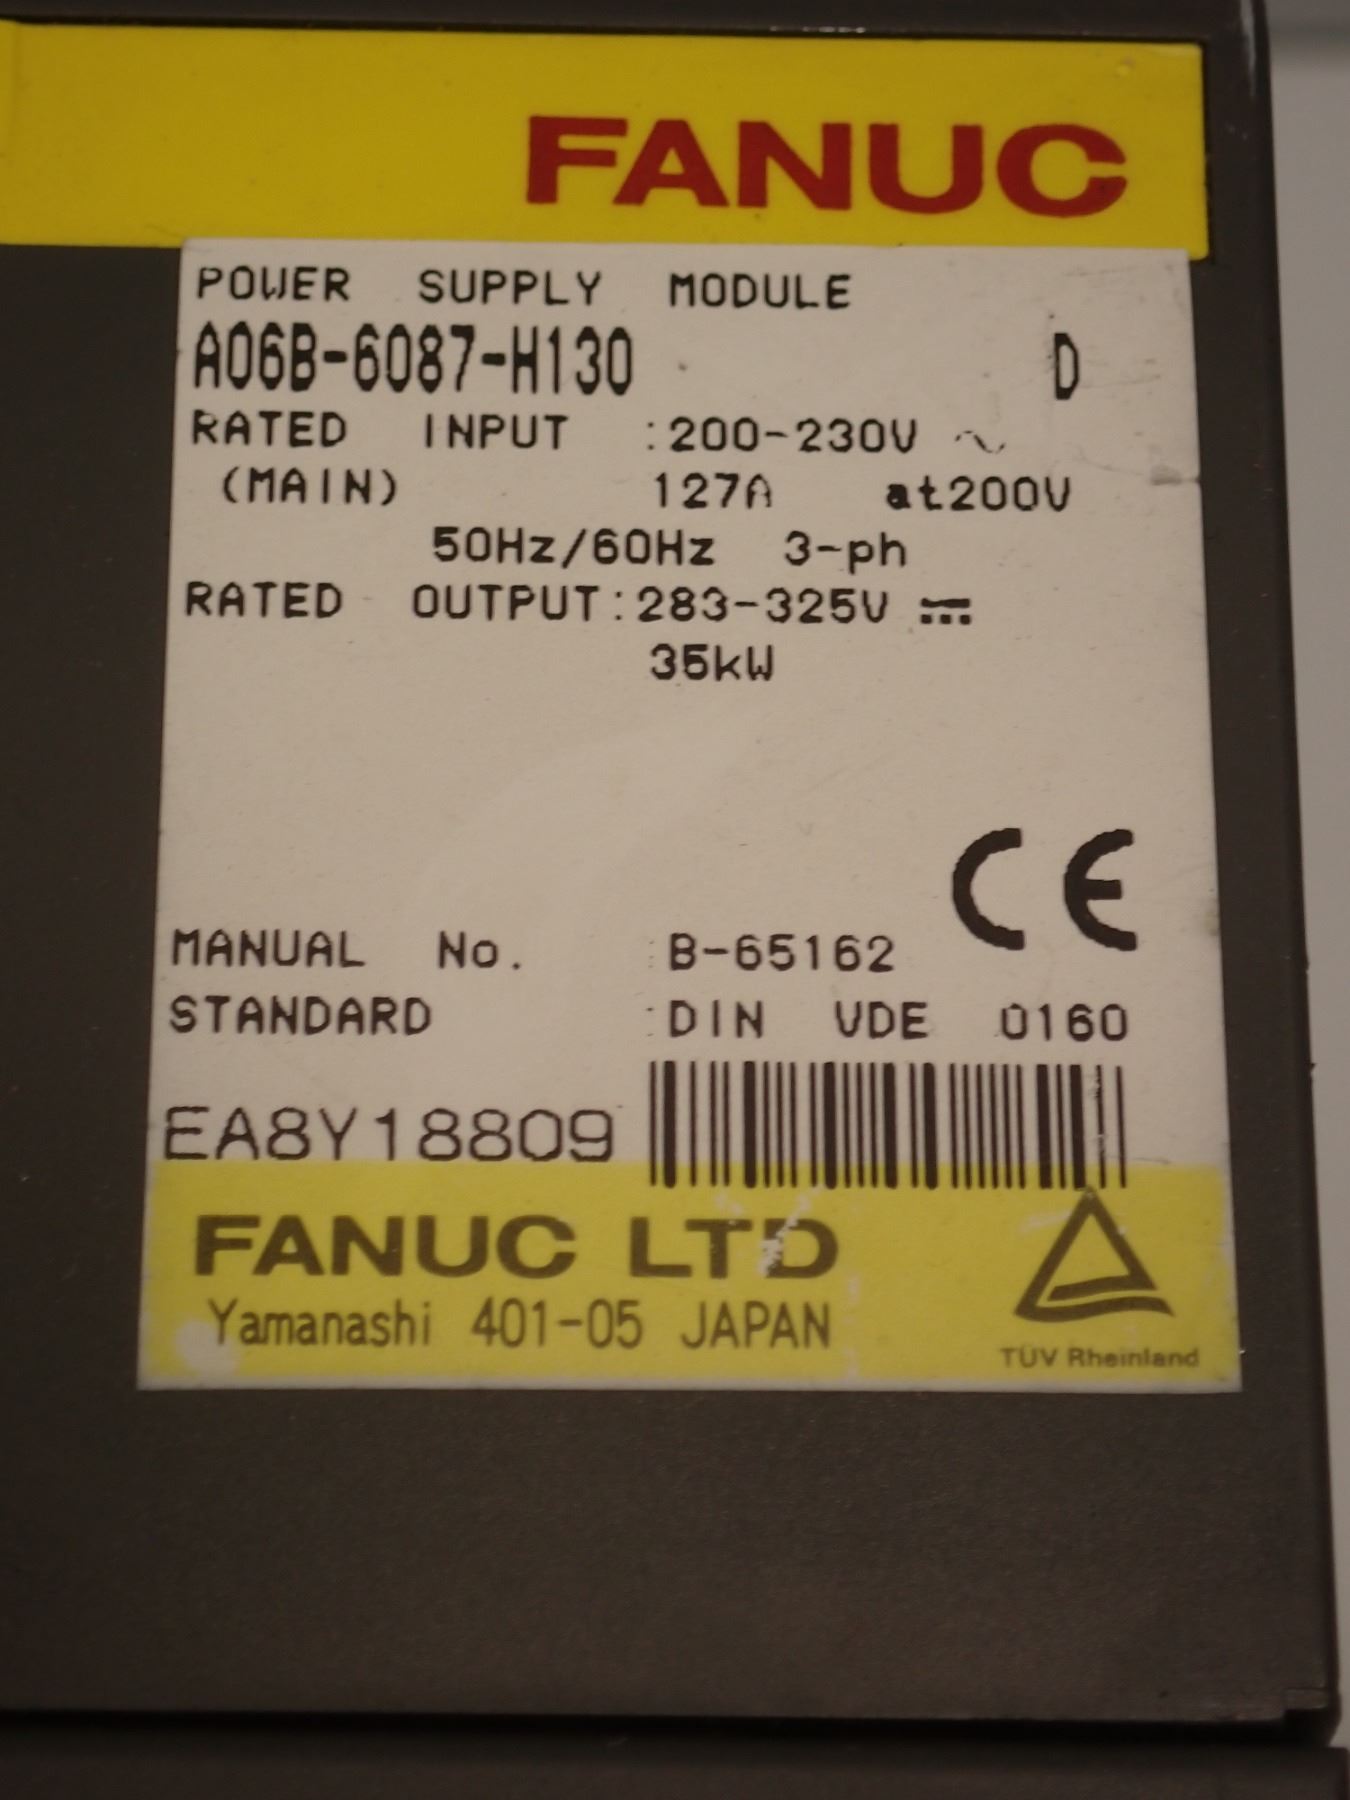 FANUC
POWER SUPPLY MODULE
A06B-6087-H130 D
RATED INPUT :200-230V ~
(MAIN) 127A at200V
50Hz/60Hz 3-ph
RATED OUTPUT:283-325V ⎓
35kW
CE
MANUAL No. :B-65162
STANDARD :DIN VDE 0160
EA8Y18809
FANUC LTD
Yamanashi 401-05 JAPAN
TÜV Rheinland